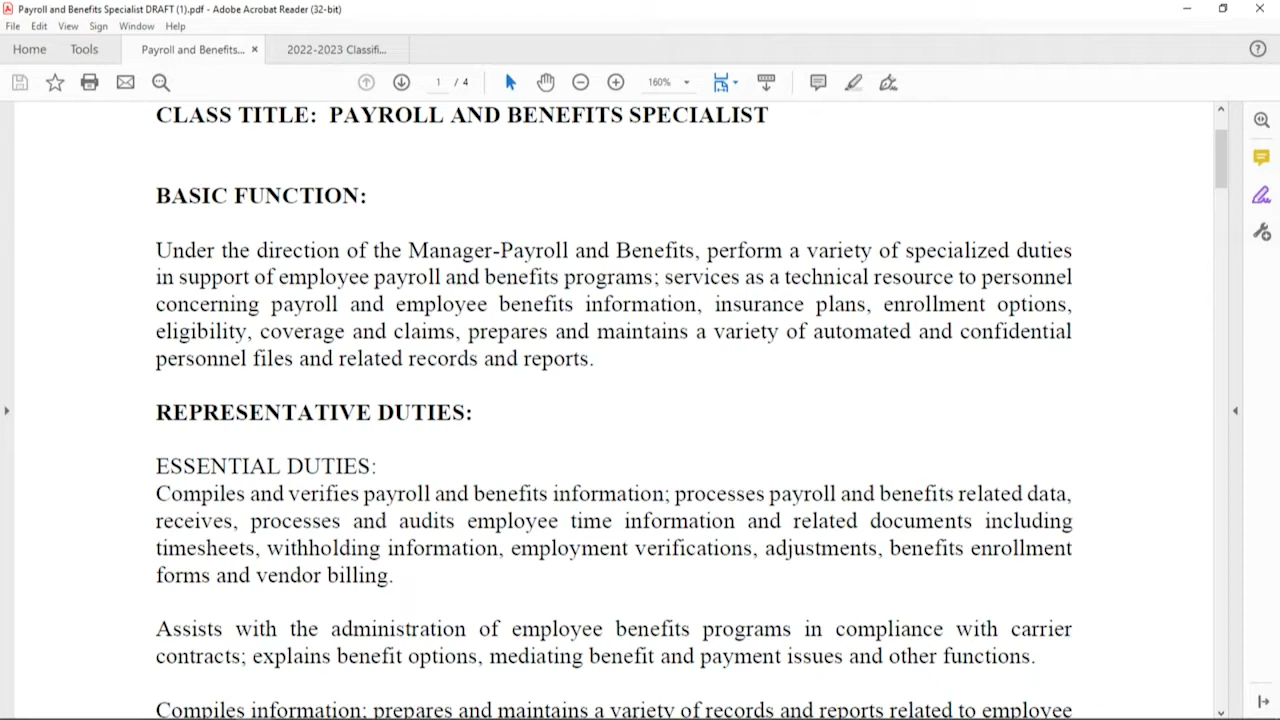 Payroll and Benefits Specialist DRAFT (1).pdf - Adobe Acrobat Reader (32-bit)
File Edit View Sign Window Help
Home Tools Payroll and Benefits... × 2022-2023 Classifi...
1 / 4 160%
CLASS TITLE: PAYROLL AND BENEFITS SPECIALIST
BASIC FUNCTION:
Under the direction of the Manager-Payroll and Benefits, perform a variety of specialized duties
in support of employee payroll and benefits programs; services as a technical resource to personnel
concerning payroll and employee benefits information, insurance plans, enrollment options,
eligibility, coverage and claims, prepares and maintains a variety of automated and confidential
personnel files and related records and reports.
REPRESENTATIVE DUTIES:
ESSENTIAL DUTIES:
Compiles and verifies payroll and benefits information; processes payroll and benefits related data,
receives, processes and audits employee time information and related documents including
timesheets, withholding information, employment verifications, adjustments, benefits enrollment
forms and vendor billing.
Assists with the administration of employee benefits programs in compliance with carrier
contracts; explains benefit options, mediating benefit and payment issues and other functions.
Compiles information; prepares and maintains a variety of records and reports related to employee